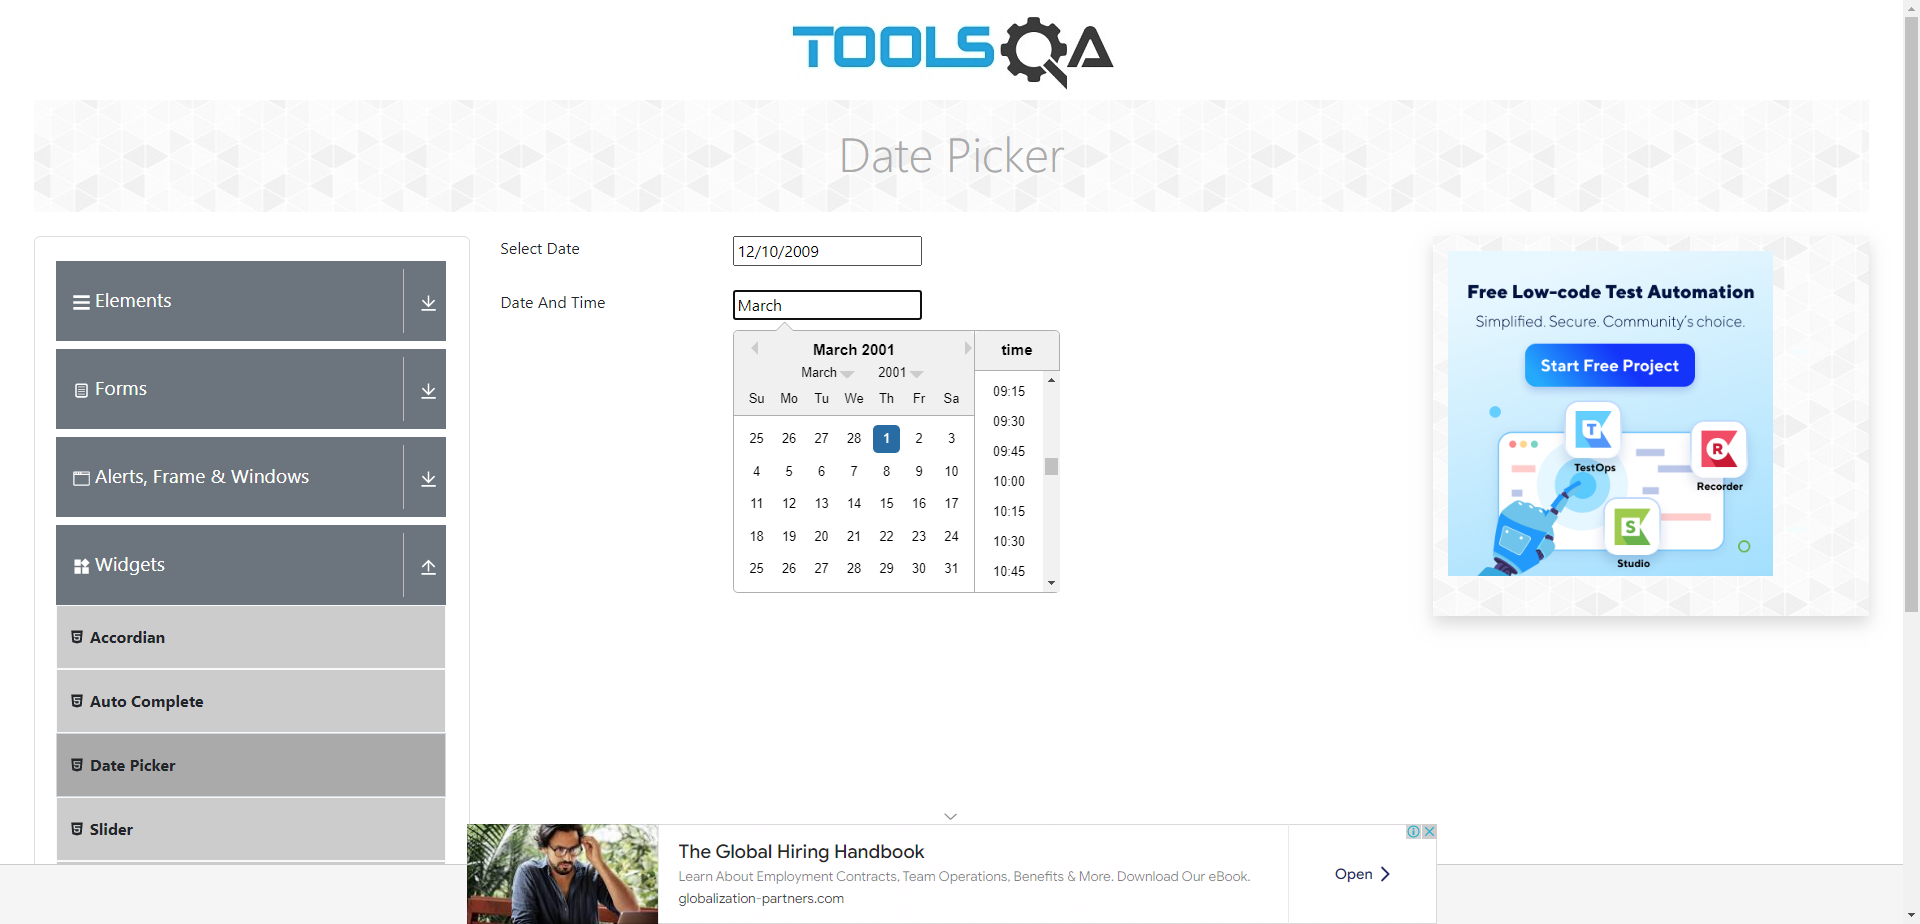 TOOLSQA
Date Picker
Elements
Forms
Alerts, Frame & Windows
Widgets
Accordian
Auto Complete
Date Picker
Slider
Select Date
12/10/2009
Date And Time
March
March 2001
March 2001
Su Mo Tu We Th Fr Sa
25 26 27 28 1 2 3
4 5 6 7 8 9 10
11 12 13 14 15 16 17
18 19 20 21 22 23 24
25 26 27 28 29 30 31
time
09:15
09:30
09:45
10:00
10:15
10:30
10:45
Free Low-code Test Automation
Simplified. Secure. Community's choice.
Start Free Project
T
TestOps
R
Recorder
S
Studio
The Global Hiring Handbook
Learn About Employment Contracts, Team Operations, Benefits & More. Download Our eBook.
globalization-partners.com
Open